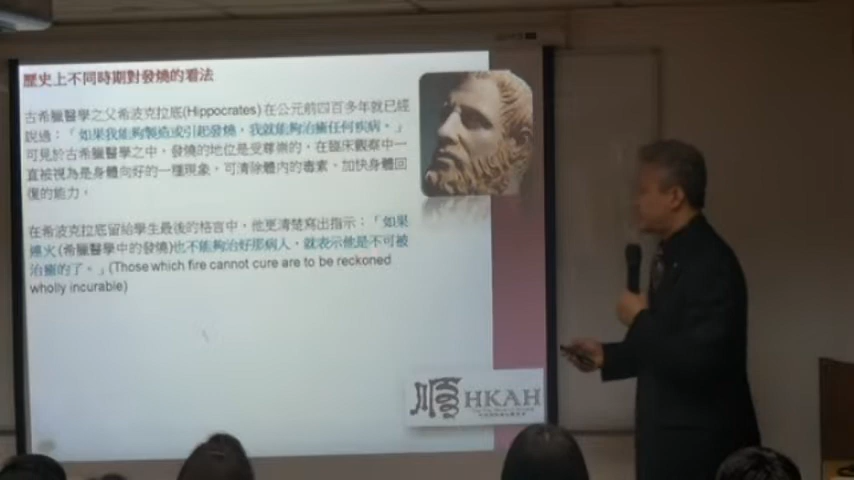 歷史上不同時期對發燒的看法
古希臘醫學之父希波克拉底(Hippocrates)在公元前四百多年就已經
說過：「如果我能夠製造或引起發燒，我就能夠治癒任何疾病。」
可見於古希臘醫學之中，發燒的地位是受尊崇的，在臨床觀察中一
直被視為是身體向好的一種現象，可清除體內的毒素，加快身體回
復的能力。
在希波克拉底留給學生最後的格言中，他更清楚寫出指示：「如果
連火(希臘醫學中的發燒)也不能夠治好那病人，就表示他是不可被
治癒的了。」(Those which fire cannot cure are to be reckoned
wholly incurable)
HKAH